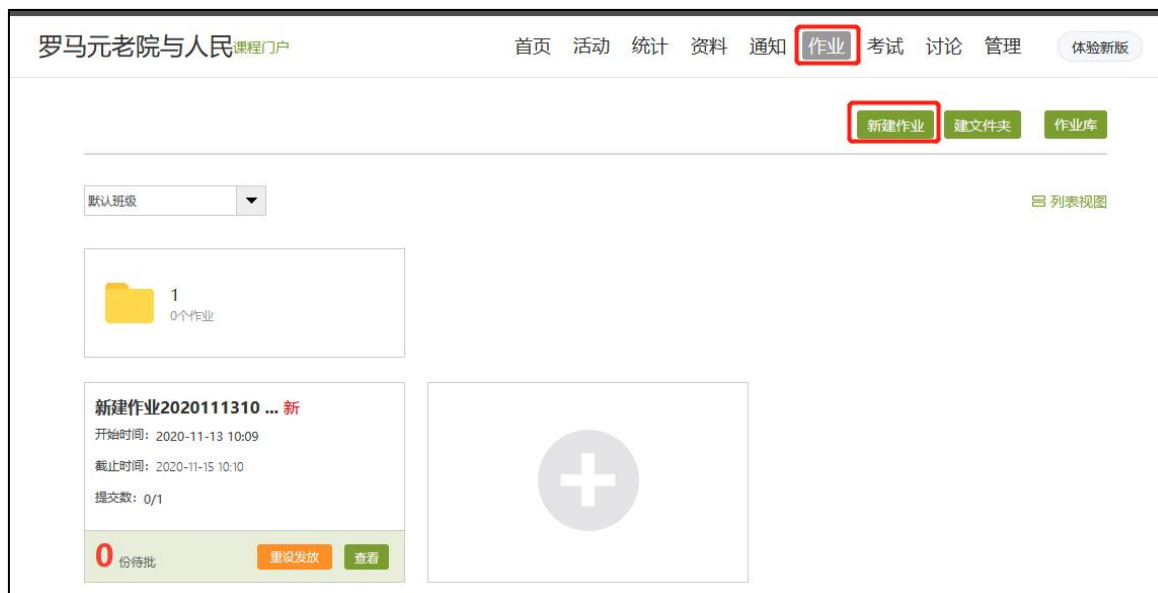 罗马元老院与人民课程门户 首页 活动 统计 资料 通知 作业 考试 讨论 管理 体验新版
新建作业 建文件夹 作业库
默认班级 列表视图
1
0个作业
新建作业2020111310 ... 新
开始时间：2020-11-13 10:09
截止时间：2020-11-15 10:10
提交数：0/1
0 份待批 重设发放 查看